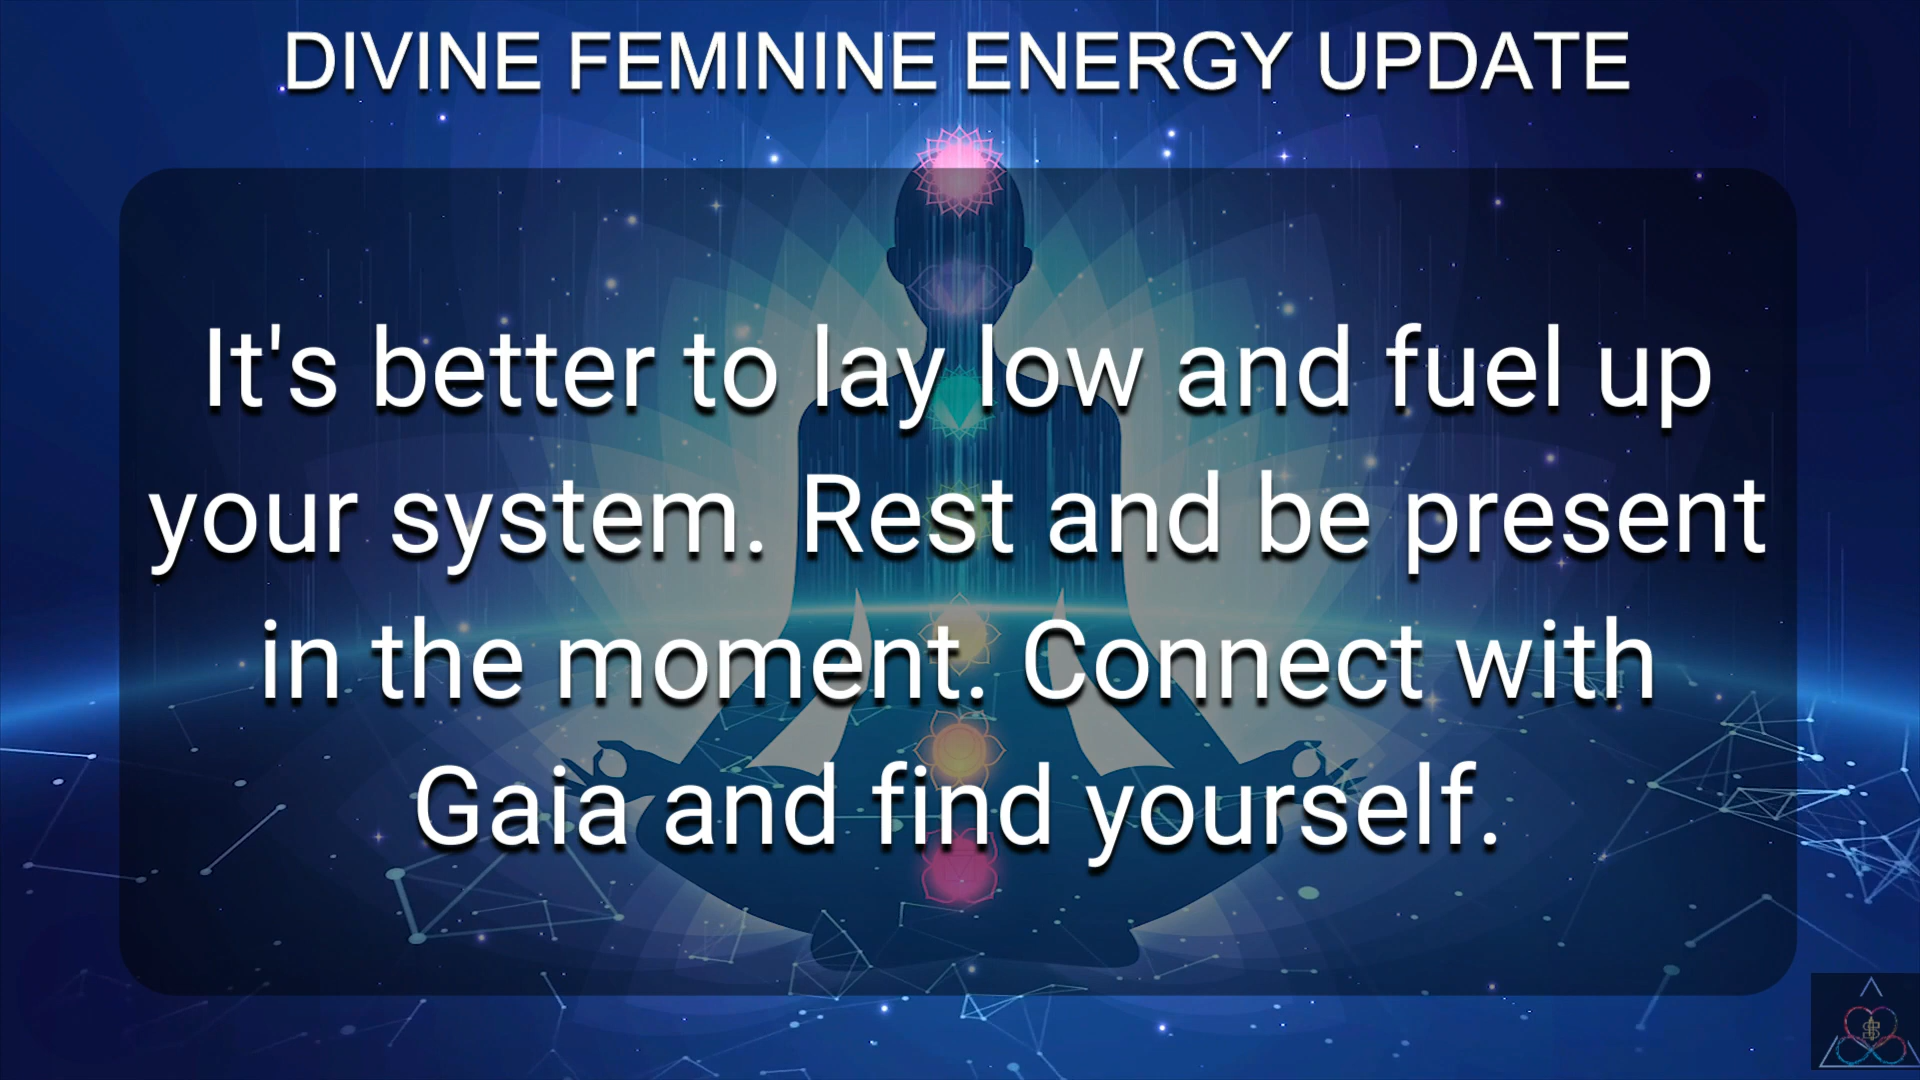 DIVINE FEMININE ENERGY UPDATE
It's better to lay low and fuel up
your system. Rest and be present
in the moment. Connect with
Gaia and find yourself.